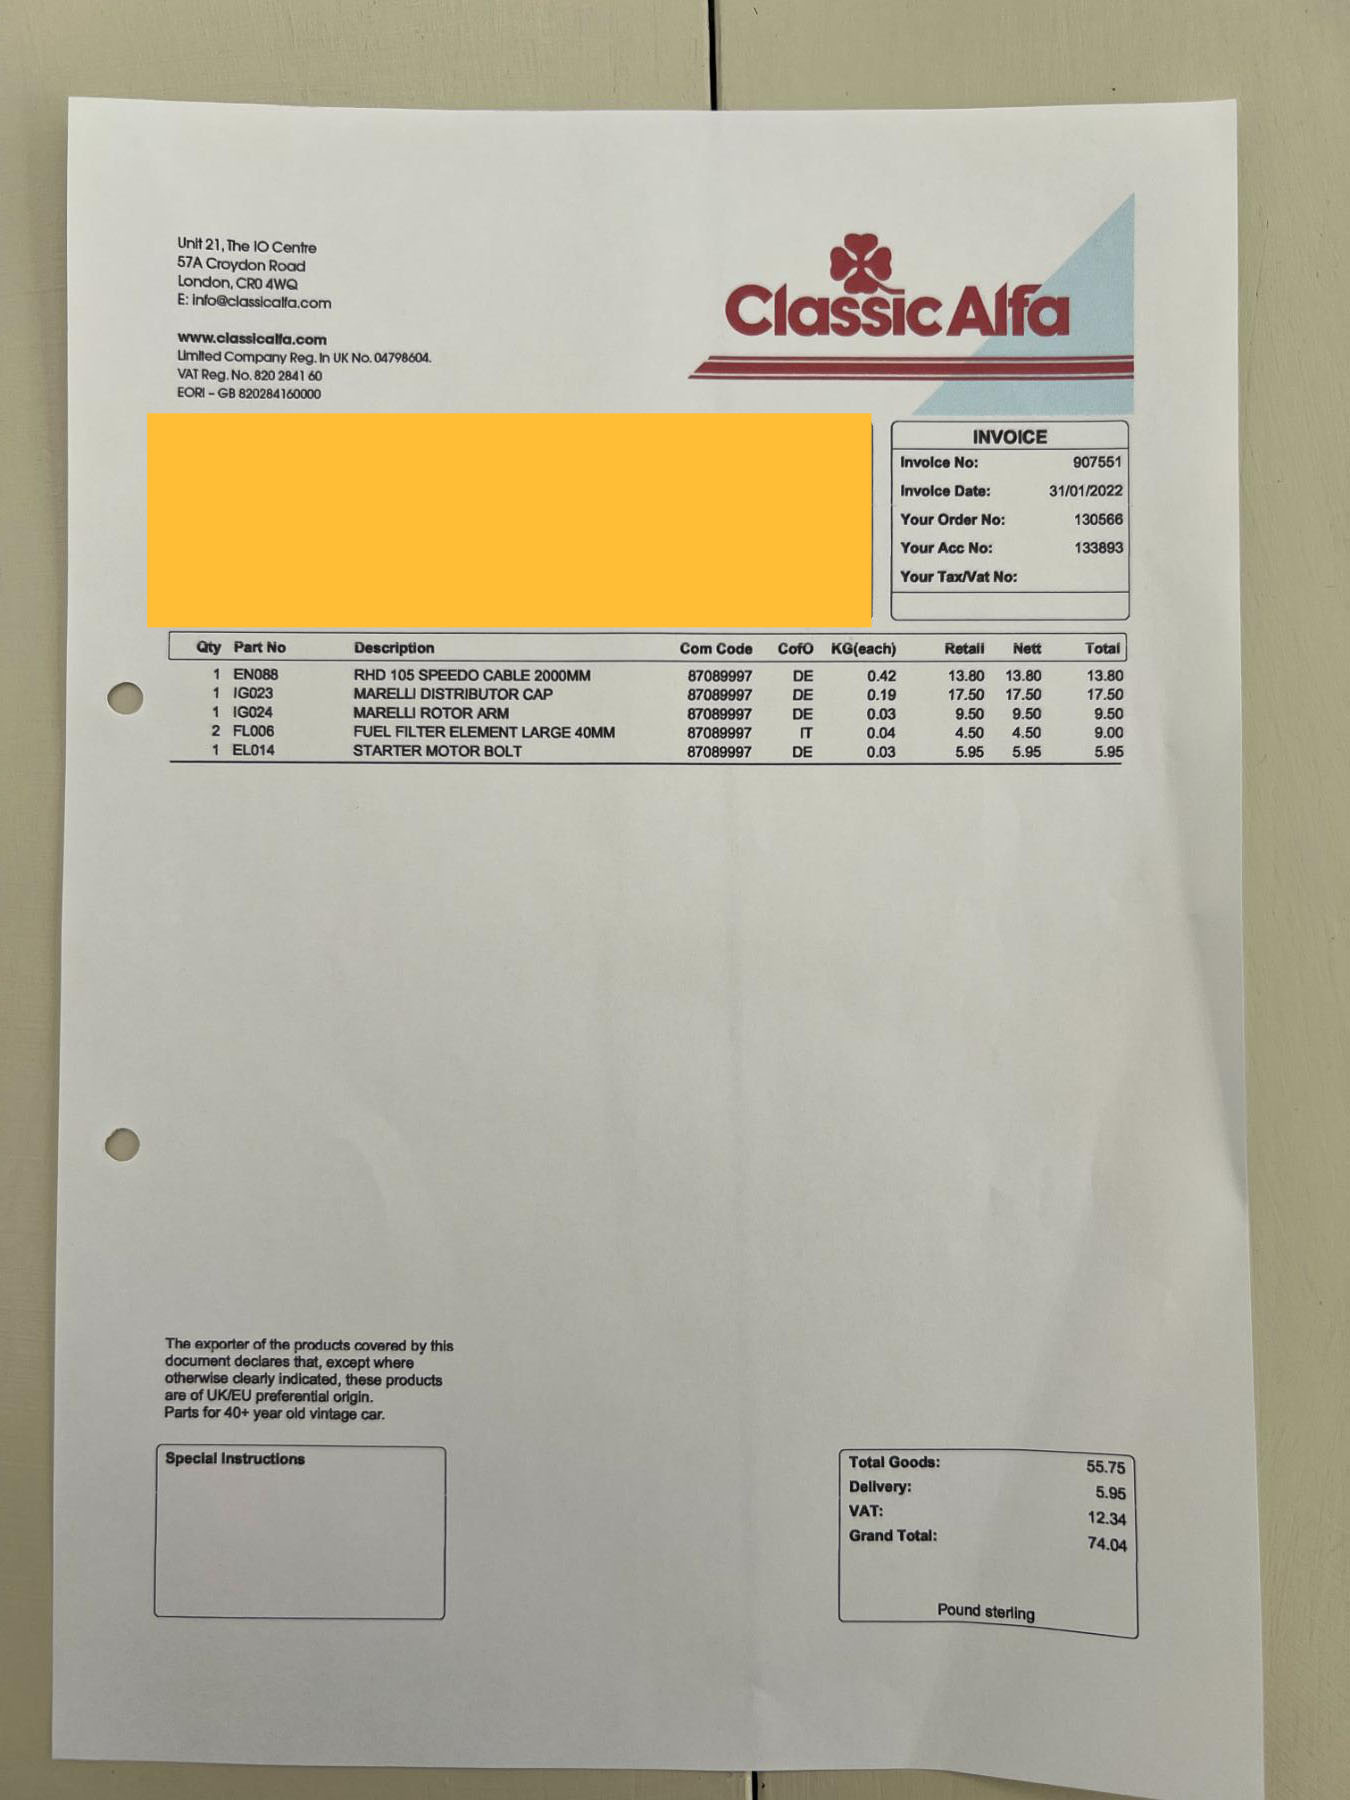 Unit 21, The IO Centre
57A Croydon Road
London, CR0 4WQ
E: info@classicalfa.com
www.classicalfa.com
Limited Company Reg. In UK No. 04798604.
VAT Reg. No. 820 2841 60
EORI – GB 820284160000
Classic Alfa
INVOICE
Invoice No: 907551
Invoice Date: 31/01/2022
Your Order No: 130566
Your Acc No: 133893
Your Tax/Vat No:
Qty Part No Description Com Code CofO KG(each) Retail Nett Total
1 EN088 RHD 105 SPEEDO CABLE 2000MM 87089997 DE 0.42 13.80 13.80 13.80
1 IG023 MARELLI DISTRIBUTOR CAP 87089997 DE 0.19 17.50 17.50 17.50
1 IG024 MARELLI ROTOR ARM 87089997 DE 0.03 9.50 9.50 9.50
2 FL006 FUEL FILTER ELEMENT LARGE 40MM 87089997 IT 0.04 4.50 4.50 9.00
1 EL014 STARTER MOTOR BOLT 87089997 DE 0.03 5.95 5.95 5.95
The exporter of the products covered by this
document declares that, except where
otherwise clearly indicated, these products
are of UK/EU preferential origin.
Parts for 40+ year old vintage car.
Special Instructions
Total Goods: 55.75
Delivery: 5.95
VAT: 12.34
Grand Total: 74.04
Pound sterling